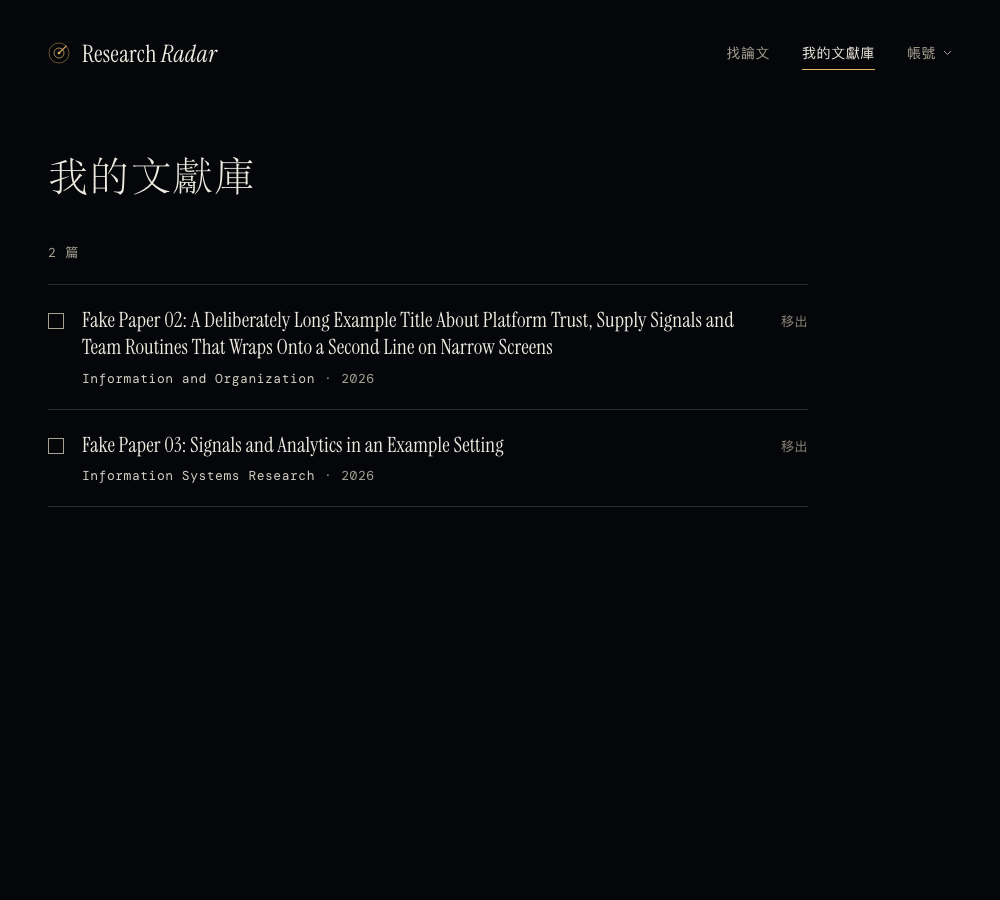 Research Radar
找論文
我的文獻庫
帳號
我的文獻庫
2 篇
Fake Paper 02: A Deliberately Long Example Title About Platform Trust, Supply Signals and
Team Routines That Wraps Onto a Second Line on Narrow Screens
移出
Information and Organization · 2026
Fake Paper 03: Signals and Analytics in an Example Setting
移出
Information Systems Research · 2026